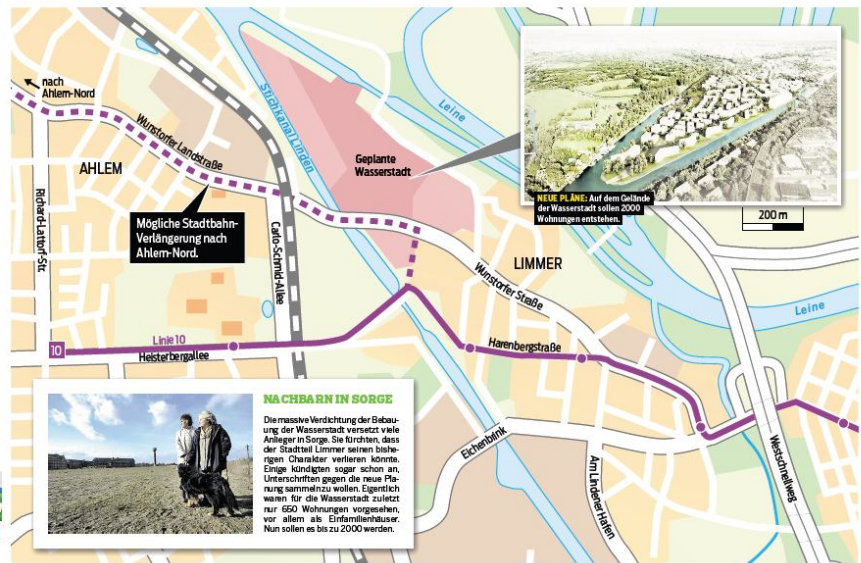 nach
Ahlem-Nord
Wunstorfer Landstraße
AHLEM
Richard-Lattorf-Str.
Mögliche Stadtbahn-
Verlängerung nach
Ahlem-Nord.
Carlo-Schmid-Allee
Stichkanal Linden
Geplante
Wasserstadt
Leine
NEUE PLÄNE: Auf dem Gelände
der Wasserstadt sollen 2000
Wohnungen entstehen.
200 m
LIMMER
Wunstorfer Straße
Leine
10
Linie 10
Heisterbergallee
Harenbergstraße
Eichenbrink
Am Lindener Hafen
Westschnellweg
NACHBARN IN SORGE
Die massive Verdichtung der Bebau-
ung der Wasserstadt versetzt viele
Anlieger in Sorge. Sie fürchten, dass
der Stadtteil Limmer seinen bishe-
rigen Charakter verlieren könnte.
Einige kündigten sogar schon an,
Unterschriften gegen die neue Pla-
nung sammeln zu wollen. Eigentlich
waren für die Wasserstadt zuletzt
nur 650 Wohnungen vorgesehen,
vor allem als Einfamilienhäuser.
Nun sollen es bis zu 2000 werden.